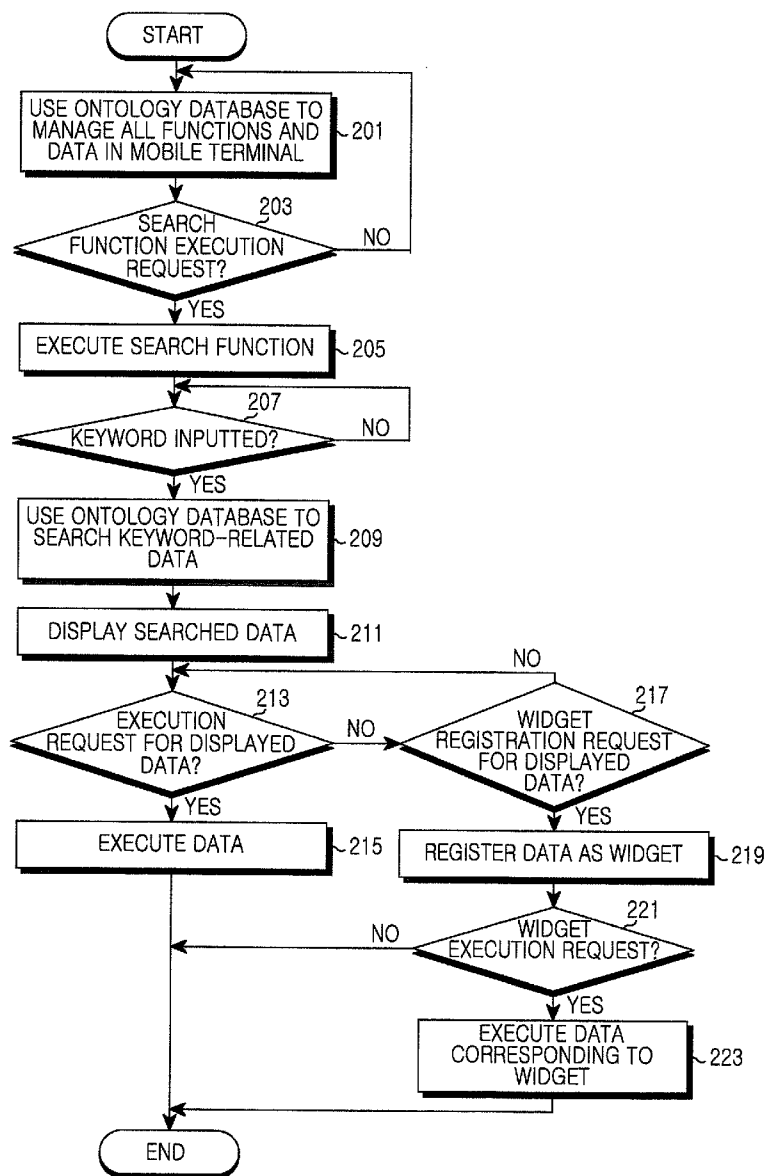 START
USE ONTOLOGY DATABASE TO
MANAGE ALL FUNCTIONS AND
DATA IN MOBILE TERMINAL
201
203
SEARCH
FUNCTION EXECUTION
REQUEST?
NO
YES
EXECUTE SEARCH FUNCTION
205
207
KEYWORD INPUTTED?
NO
YES
USE ONTOLOGY DATABASE TO
SEARCH KEYWORD-RELATED
DATA
209
DISPLAY SEARCHED DATA
211
NO
213
EXECUTION
REQUEST FOR DISPLAYED
DATA?
NO
217
WIDGET
REGISTRATION REQUEST
FOR DISPLAYED
DATA?
YES
YES
EXECUTE DATA
215
REGISTER DATA AS WIDGET
219
221
WIDGET
EXECUTION REQUEST?
NO
YES
EXECUTE DATA
CORRESPONDING TO
WIDGET
223
END